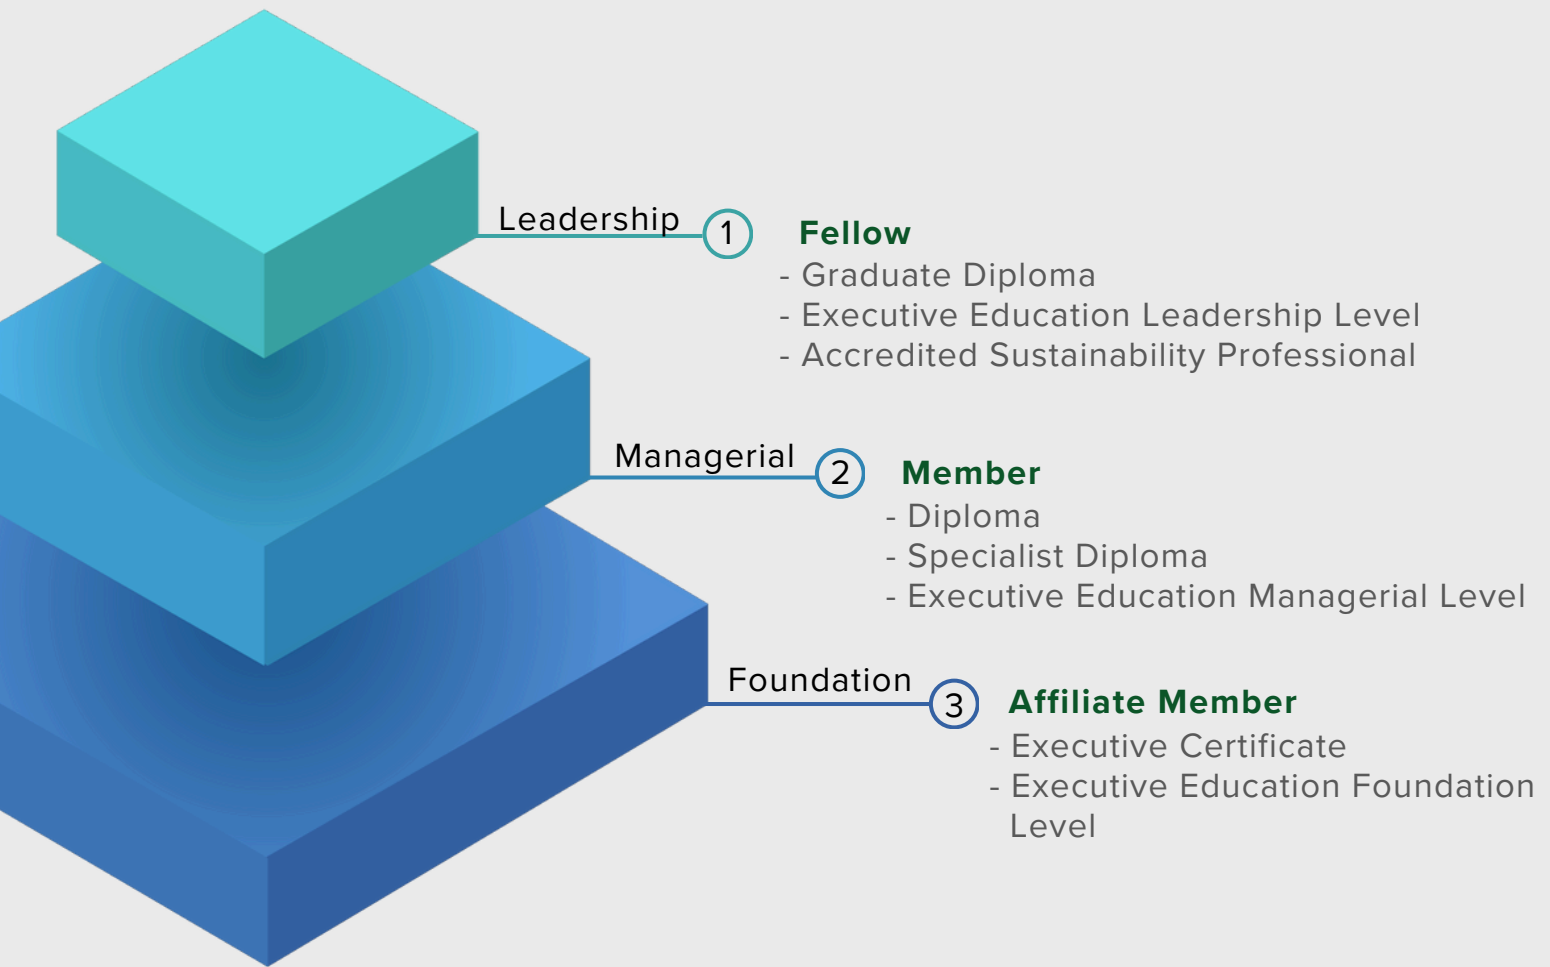 Leadership
1
Fellow
- Graduate Diploma
- Executive Education Leadership Level
- Accredited Sustainability Professional
Managerial
2
Member
- Diploma
- Specialist Diploma
- Executive Education Managerial Level
Foundation
3
Affiliate Member
- Executive Certificate
- Executive Education Foundation
Level